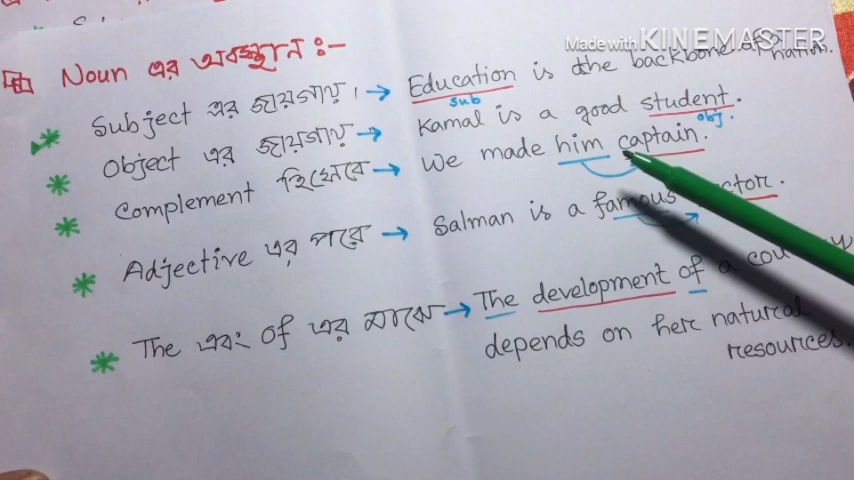 Made with KINEMASTER
Noun এর অবস্থান :-
Subject এর জায়গায়। → Education is the backbone of a nation.
sub
Object এর জায়গায় → Kamal is a good student.
obj.
Complement হিসেবে → We made him captain.
Adjective এর পরে → Salman is a famous
The এবং of এর মাঝে → The development of a
depends on her natural
resources.